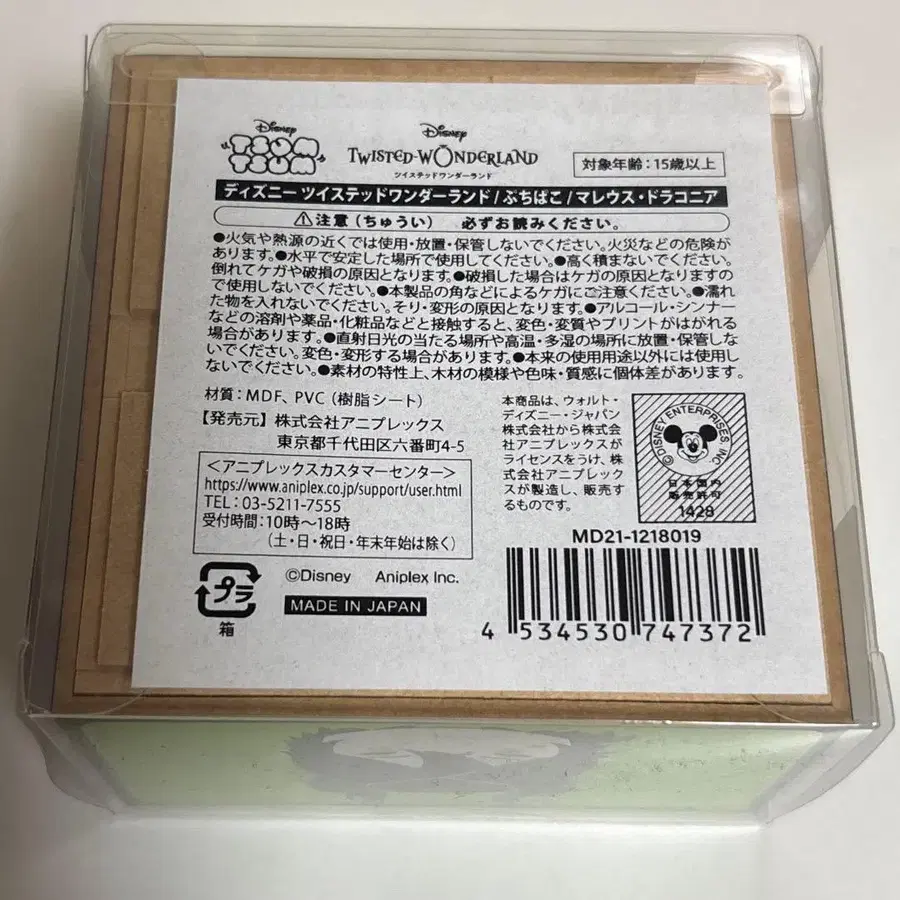 Disney
"TSUM TSUM"
Disney
TWISTED-WONDERLAND
ツイステッドワンダーランド
対象年齢：15歳以上
ディズニー ツイステッドワンダーランド/ぷちばこ/マレウス・ドラコニア
⚠注意（ちゅうい） 必ずお読みください。
●火気や熱源の近くでは使用・放置・保管しないでください。火災などの危険が
あります。●水平で安定した場所で使用してください。●高く積まないでください。
倒れてケガや破損の原因となります。●破損した場合はケガの原因となりますの
で使用しないでください。●本製品の角などによるケガにご注意ください。●濡れ
た物を入れないでください。そり・変形の原因となります。●アルコール・シンナー
などの溶剤や薬品・化粧品などと接触すると、変色・変質やプリントがはがれる
場合があります。●直射日光の当たる場所や高温・多湿の場所に放置・保管しな
いでください。変色・変形する場合があります。●本来の使用用途以外には使用し
ないでください。●素材の特性上、木材の模様や色味・質感に個体差があります。
材質：MDF、PVC（樹脂シート）
【発売元】株式会社アニプレックス
東京都千代田区六番町4-5
＜アニプレックスカスタマーセンター＞
https://www.aniplex.co.jp/support/user.html
TEL：03-5211-7555
受付時間：10時～18時
（土・日・祝日・年末年始は除く）
本商品は、ウォルト・
ディズニー・ジャパン
株式会社から株式会
社アニプレックスが
ライセンスをうけ、株
式会社アニプレックス
が製造し、販売する
ものです。
©DISNEY ENTERPRISES INC
日本国内
販売許可
1428
プラ
箱
©Disney Aniplex Inc.
MADE IN JAPAN
MD21-1218019
4 534530 747372